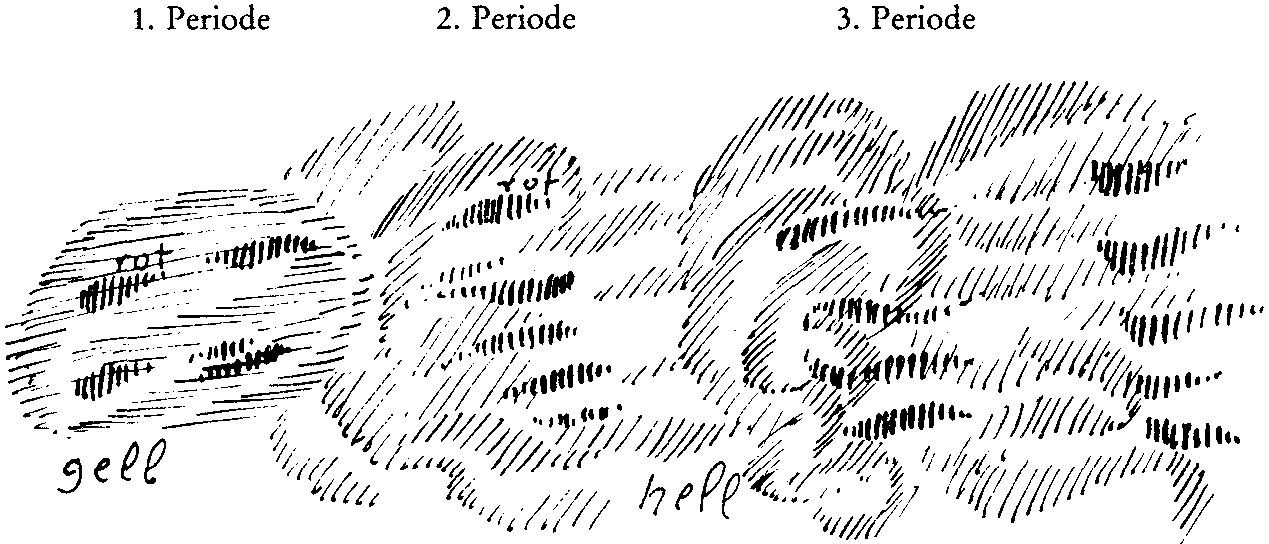 1. Periode 2. Periode 3. Periode
rot
rot
gelb
hell